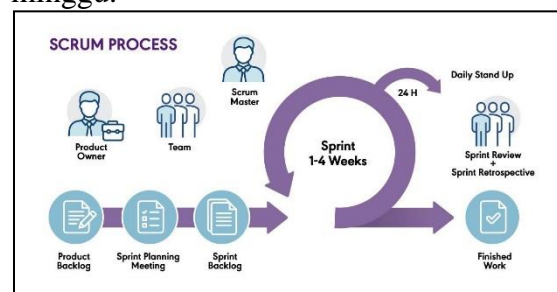 minggu.
SCRUM PROCESS
Scrum
Master
Product
Owner
Team
24 H
Daily Stand Up
Sprint
1-4 Weeks
Sprint Review
+
Sprint Retrospective
Product
Backlog
Sprint Planning
Meeting
Sprint
Backlog
Finished
Work